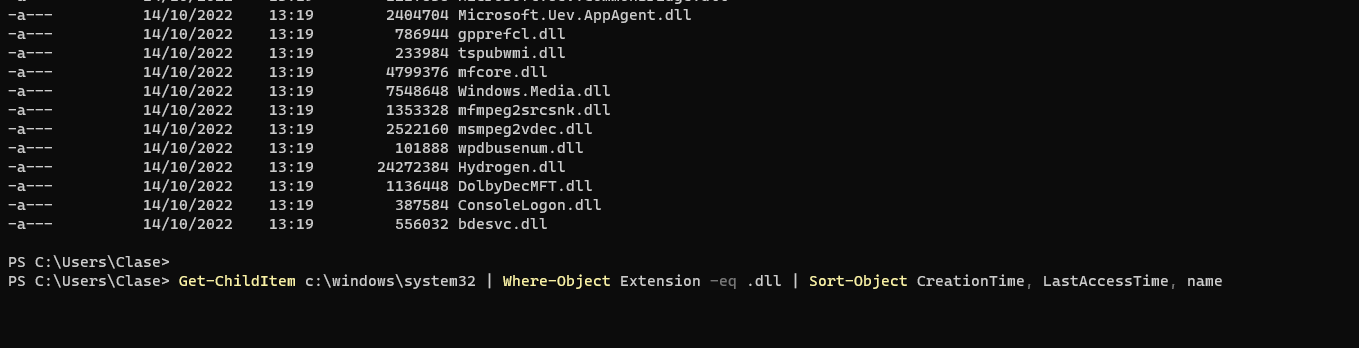 -a--- 14/10/2022 13:19 2404704 Microsoft.Uev.AppAgent.dll
-a--- 14/10/2022 13:19 786944 gpprefcl.dll
-a--- 14/10/2022 13:19 233984 tspubwmi.dll
-a--- 14/10/2022 13:19 4799376 mfcore.dll
-a--- 14/10/2022 13:19 7548648 Windows.Media.dll
-a--- 14/10/2022 13:19 1353328 mfmpeg2srcsnk.dll
-a--- 14/10/2022 13:19 2522160 msmpeg2vdec.dll
-a--- 14/10/2022 13:19 101888 wpdbusenum.dll
-a--- 14/10/2022 13:19 24272384 Hydrogen.dll
-a--- 14/10/2022 13:19 1136448 DolbyDecMFT.dll
-a--- 14/10/2022 13:19 387584 ConsoleLogon.dll
-a--- 14/10/2022 13:19 556032 bdesvc.dll
PS C:\Users\Clase>
PS C:\Users\Clase> Get-ChildItem c:\windows\system32 | Where-Object Extension -eq .dll | Sort-Object CreationTime, LastAccessTime, name